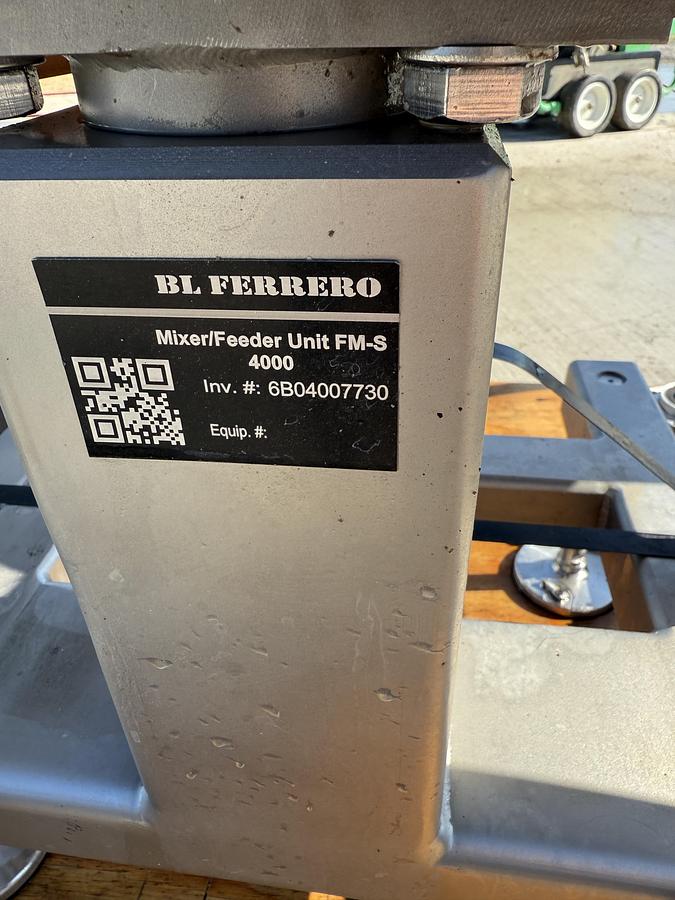 BL FERRERO
Mixer/Feeder Unit FM-S
4000
Inv. #: 6B04007730
Equip. #: